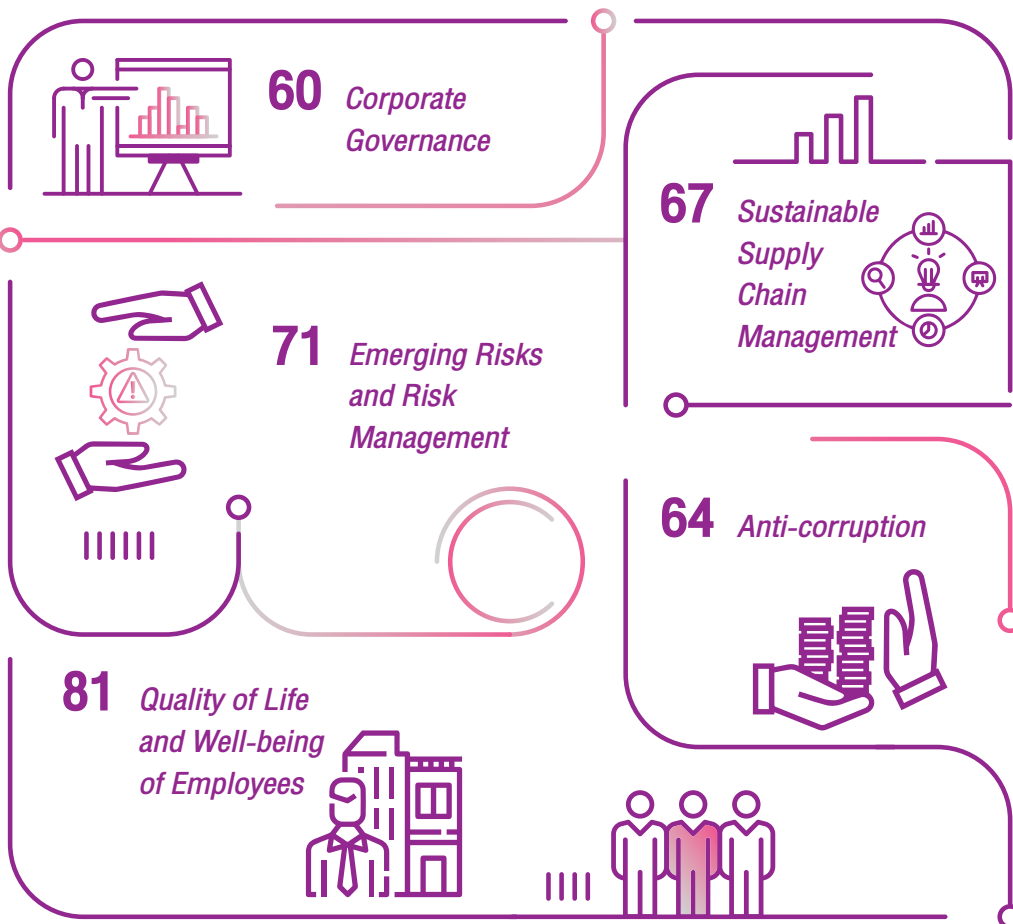 60 Corporate
Governance
67 Sustainable
Supply
Chain
Management
71 Emerging Risks
and Risk
Management
64 Anti-corruption
81 Quality of Life
and Well-being
of Employees